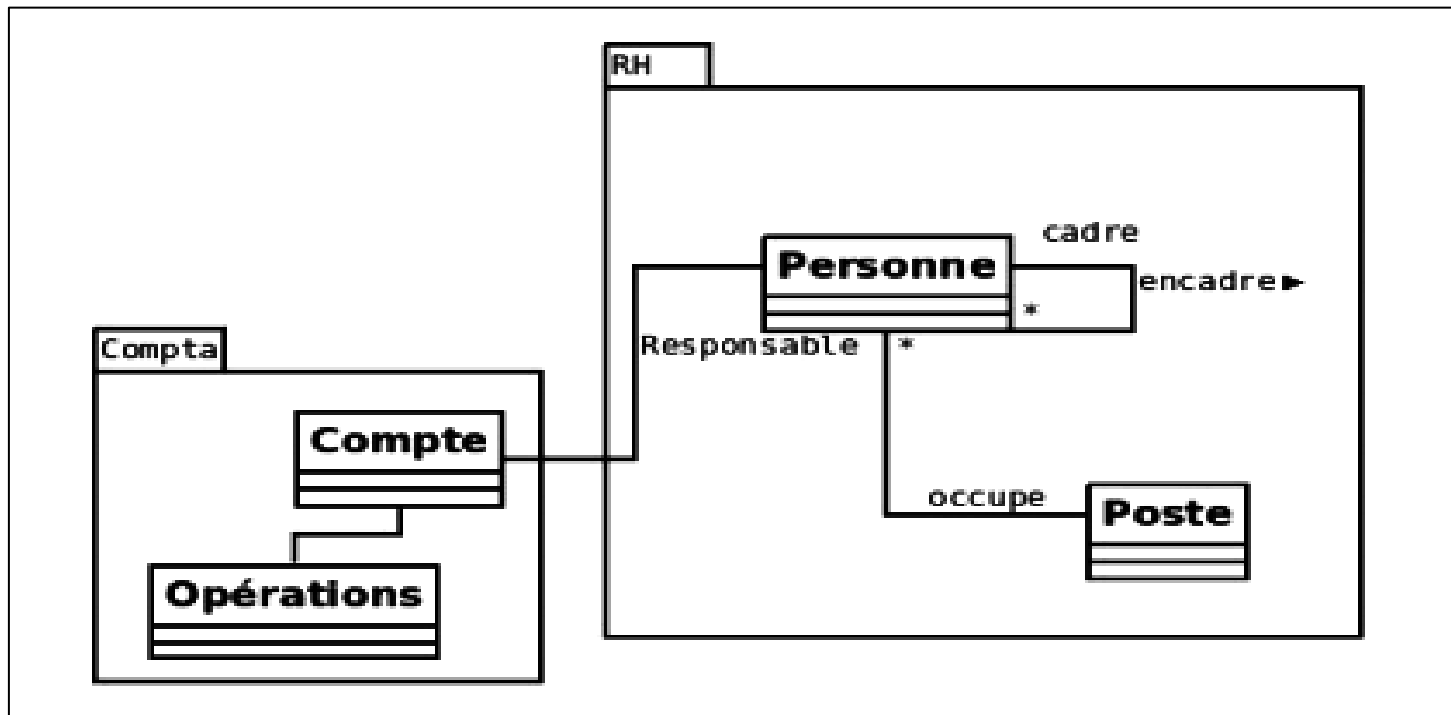 RH
cadre
Personne
encadre►
*
Responsable
*
Compta
Compte
occupe
Poste
Opérations